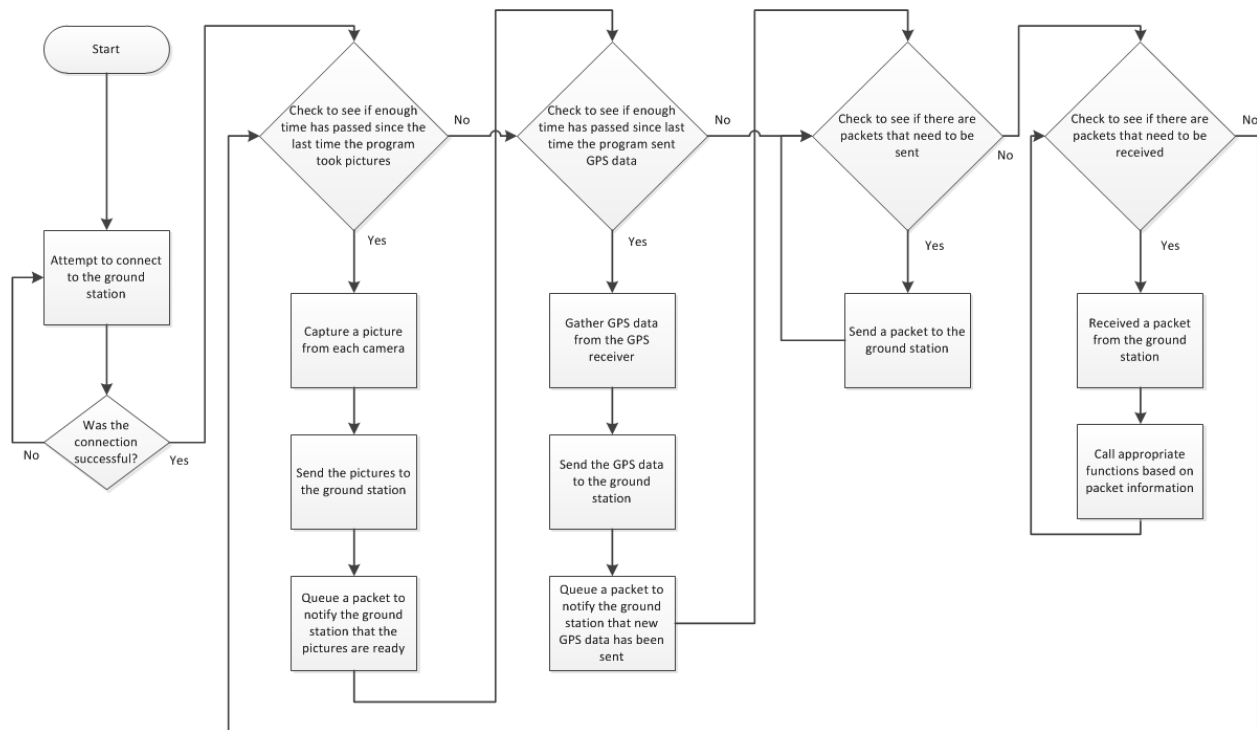 Start
Attempt to connect
to the ground
station
Was the
connection
successful?
No
Yes
Check to see if enough
time has passed since the
last time the program
took pictures
No
Yes
Capture a picture
from each camera
Send the pictures to
the ground station
Queue a packet to
notify the ground
station that the
pictures are ready
Check to see if enough
time has passed since last
time the program sent
GPS data
No
Yes
Gather GPS data
from the GPS
receiver
Send the GPS data
to the ground
station
Queue a packet to
notify the ground
station that new
GPS data has been
sent
Check to see if there are
packets that need to be
sent
No
Yes
Send a packet to the
ground station
Check to see if there are
packets that need to be
received
No
Yes
Received a packet
from the ground
station
Call appropriate
functions based on
packet information